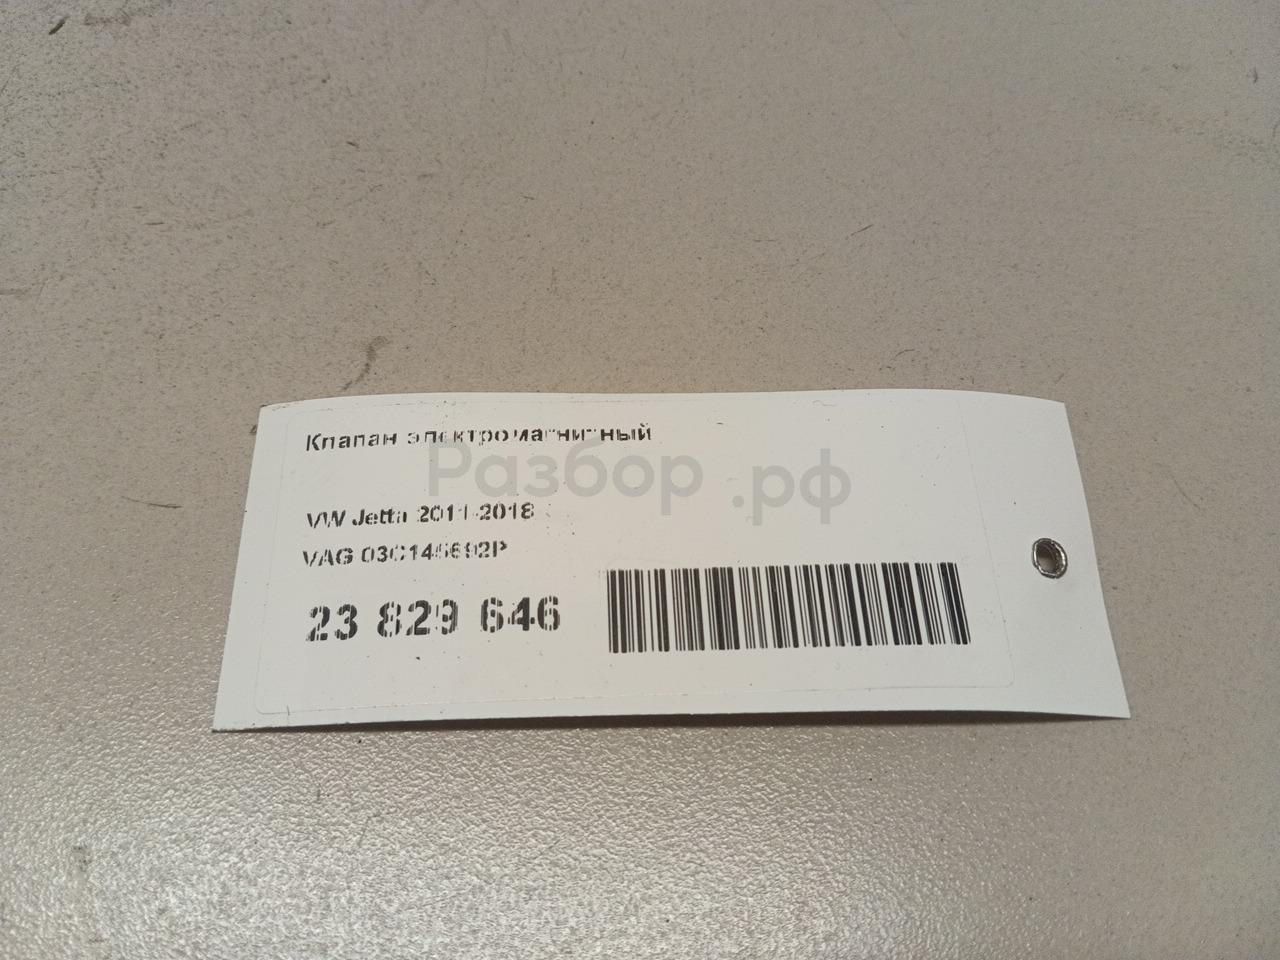 Клапан электромагнитный
Разбор.рф
VW Jetta 2011-2018
VAG 03C145692P
23 829 646